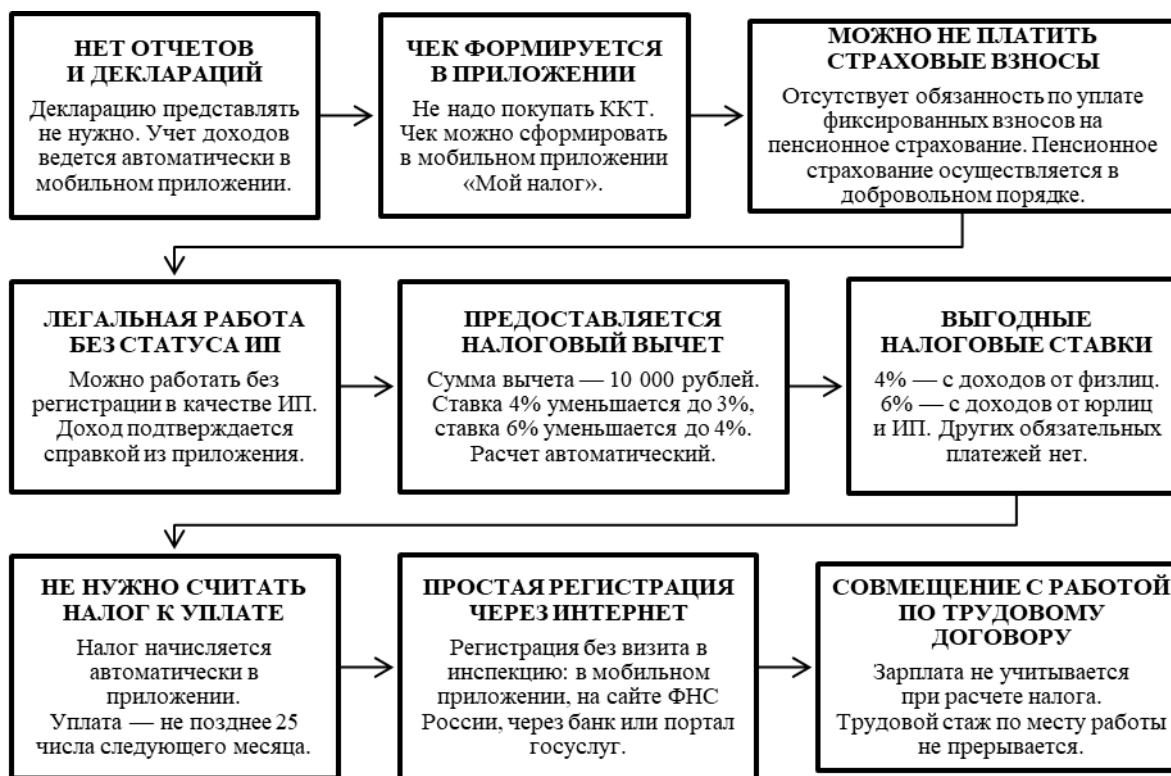 НЕТ ОТЧЕТОВ
И ДЕКЛАРАЦИЙ
Декларацию представлять
не нужно. Учет доходов
ведется автоматически в
мобильном приложении.
ЧЕК ФОРМИРУЕТСЯ
В ПРИЛОЖЕНИИ
Не надо покупать ККТ.
Чек можно сформировать
в мобильном приложении
«Мой налог».
МОЖНО НЕ ПЛАТИТЬ
СТРАХОВЫЕ ВЗНОСЫ
Отсутствует обязанность по уплате
фиксированных взносов на
пенсионное страхование. Пенсионное
страхование осуществляется в
добровольном порядке.
ЛЕГАЛЬНАЯ РАБОТА
БЕЗ СТАТУСА ИП
Можно работать без
регистрации в качестве ИП.
Доход подтверждается
справкой из приложения.
ПРЕДОСТАВЛЯЕТСЯ
НАЛОГОВЫЙ ВЫЧЕТ
Сумма вычета — 10 000 рублей.
Ставка 4% уменьшается до 3%,
ставка 6% уменьшается до 4%.
Расчет автоматический.
ВЫГОДНЫЕ
НАЛОГОВЫЕ СТАВКИ
4% — с доходов от физлиц.
6% — с доходов от юрлиц
и ИП. Других обязательных
платежей нет.
НЕ НУЖНО СЧИТАТЬ
НАЛОГ К УПЛАТЕ
Налог начисляется
автоматически в
приложении.
Уплата — не позднее 25
числа следующего месяца.
ПРОСТАЯ РЕГИСТРАЦИЯ
ЧЕРЕЗ ИНТЕРНЕТ
Регистрация без визита в
инспекцию: в мобильном
приложении, на сайте ФНС
России, через банк или портал
госуслуг.
СОВМЕЩЕНИЕ С РАБОТОЙ
ПО ТРУДОВОМУ
ДОГОВОРУ
Зарплата не учитывается
при расчете налога.
Трудовой стаж по месту работы
не прерывается.